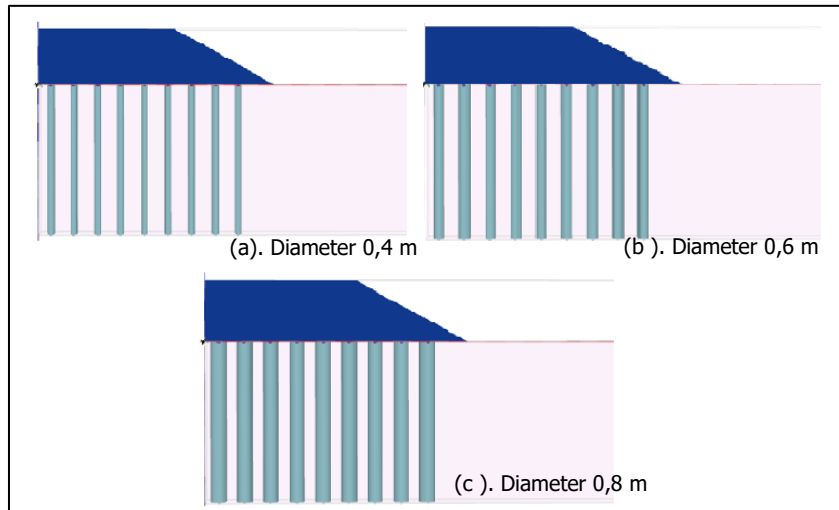 (a). Diameter 0,4 m
(b ). Diameter 0,6 m
(c ). Diameter 0,8 m